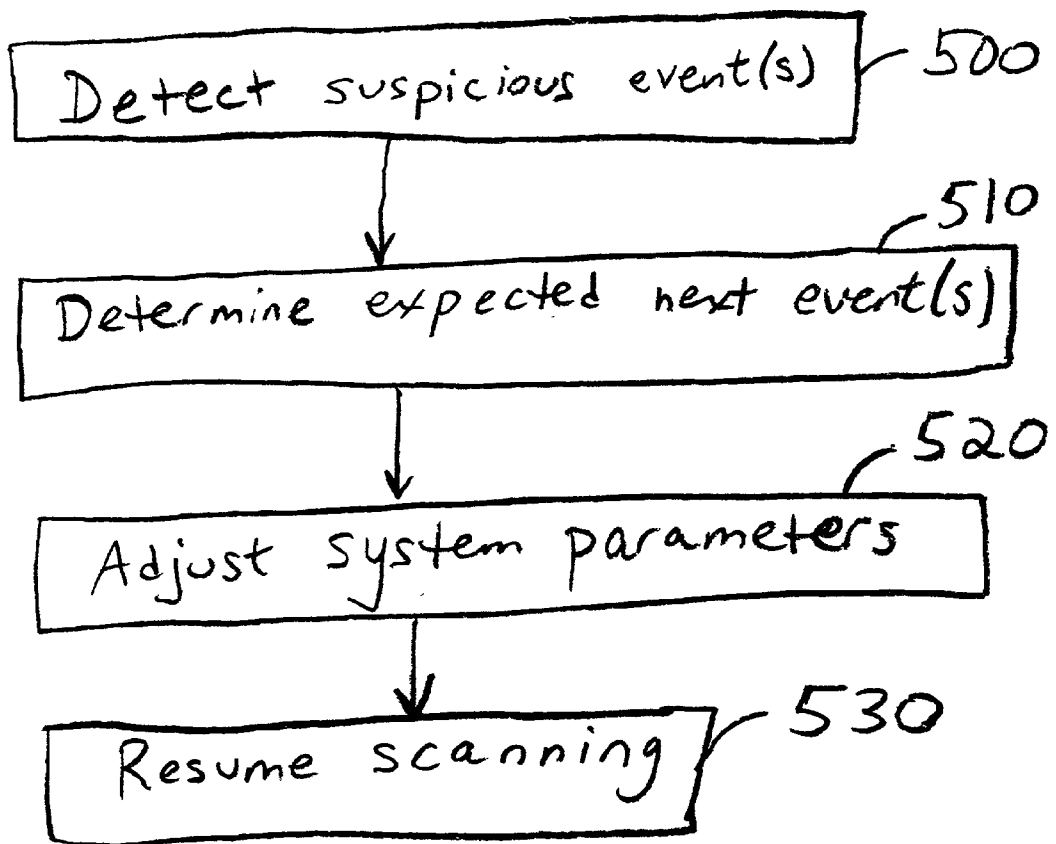 Detect suspicious event(s)
500
510
Determine expected next event(s)
520
Adjust system parameters
530
Resume scanning